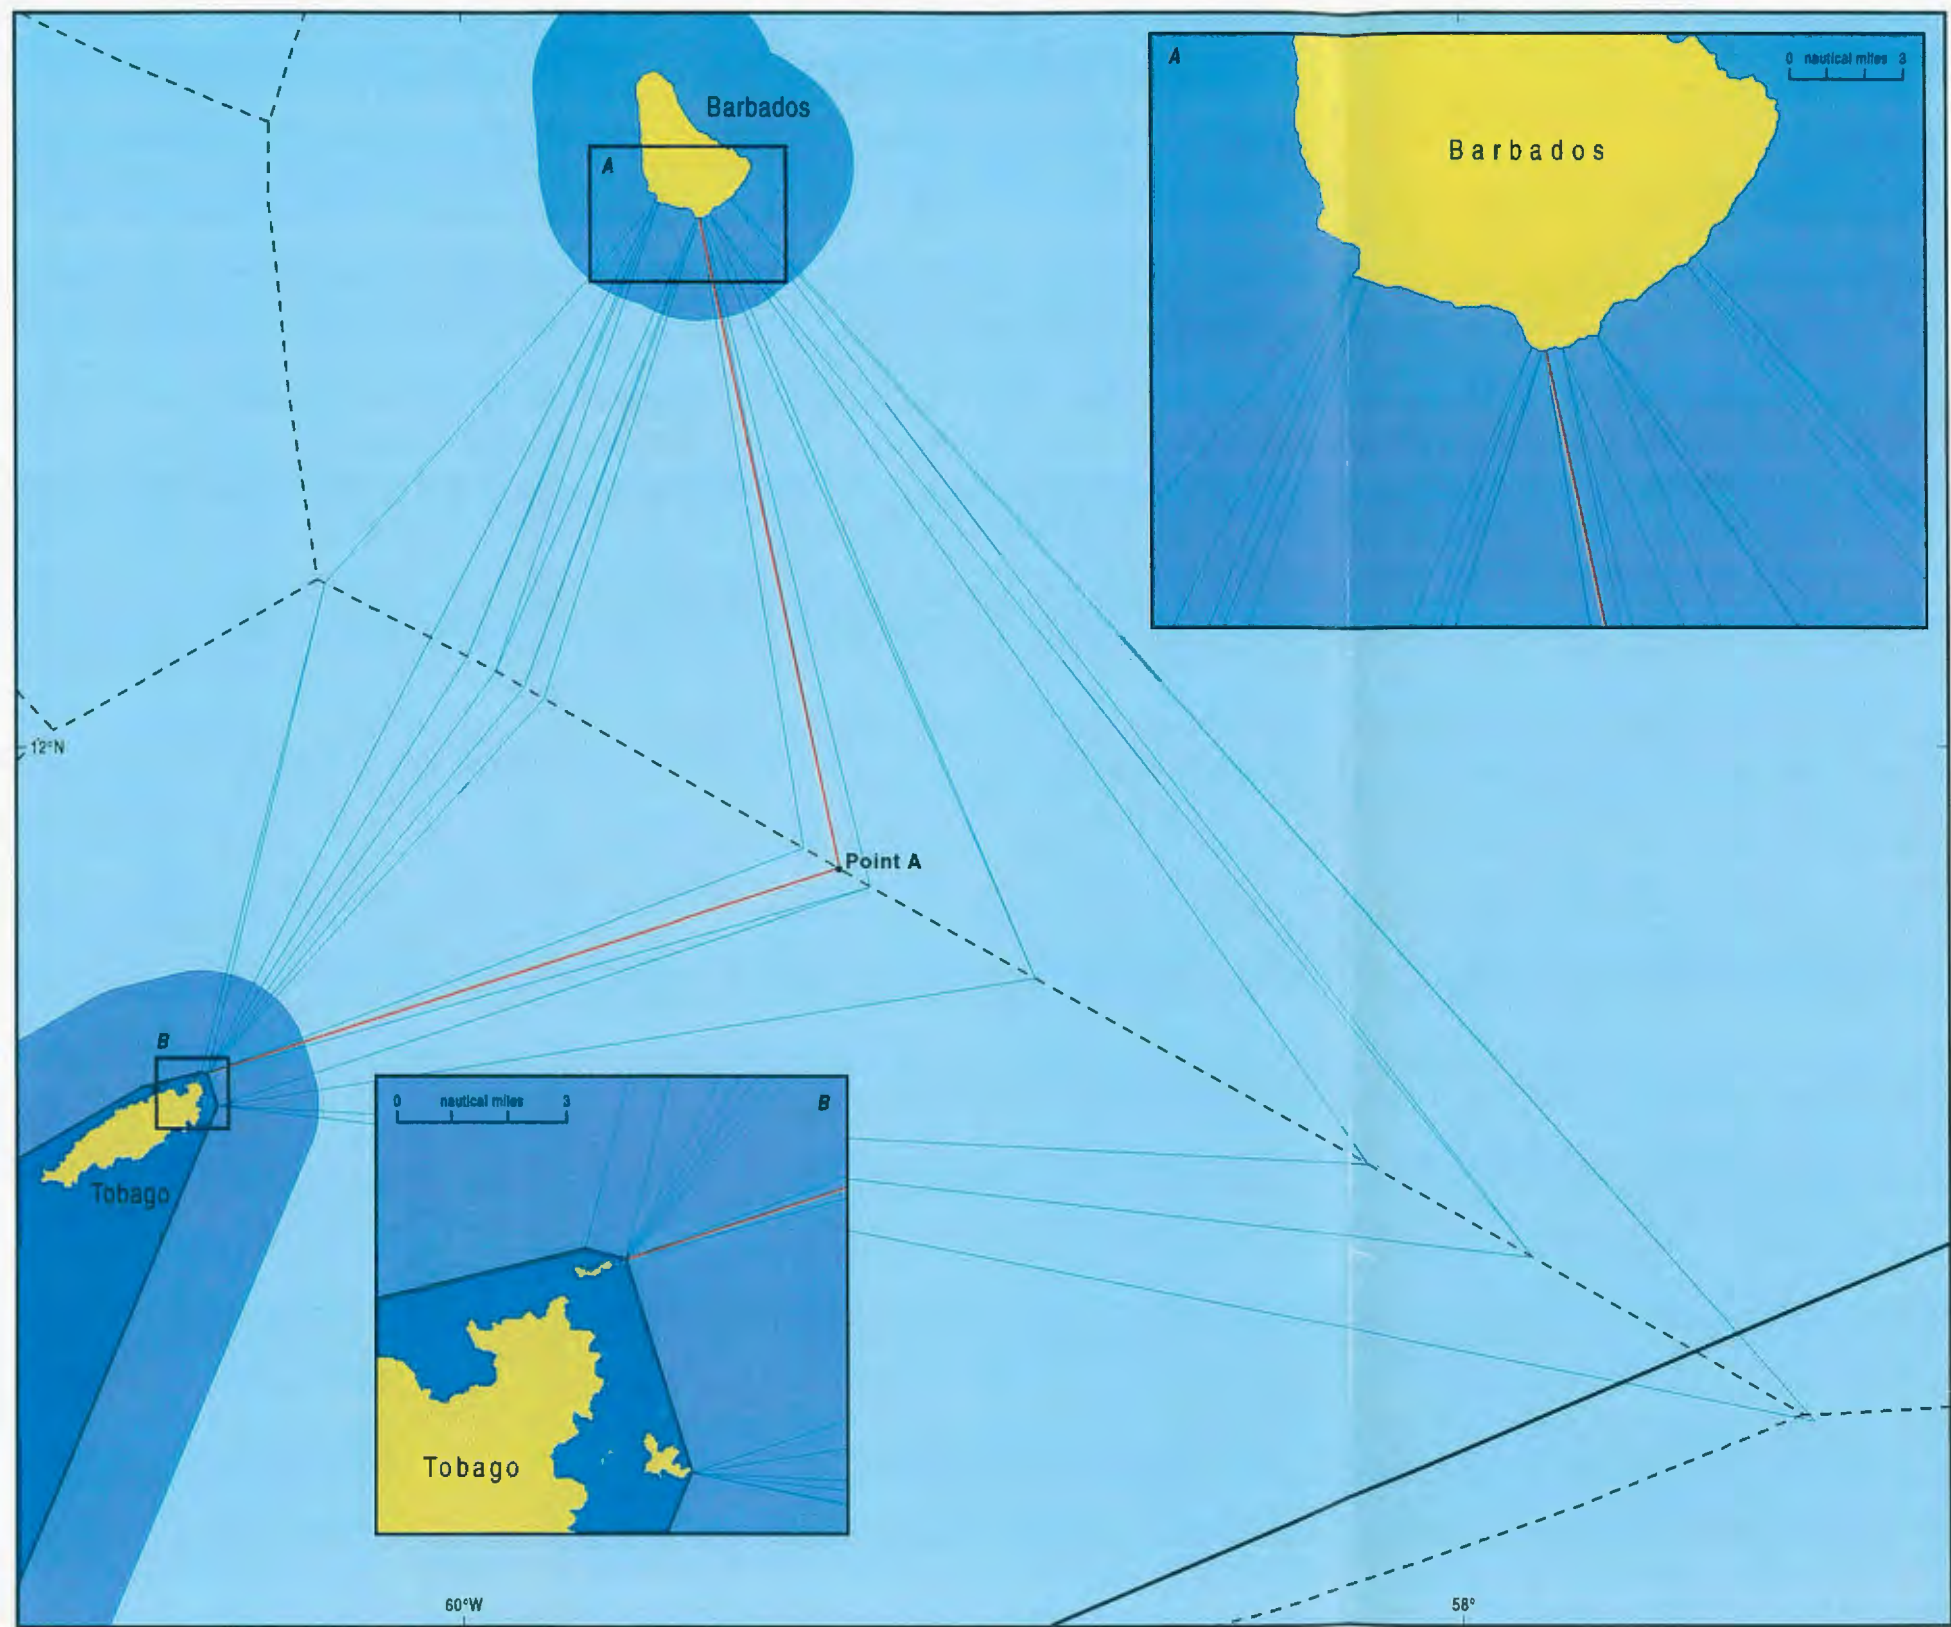 Barbados
A
A
0 nautical miles 3
Barbados
12°N
Point A
B
Tobago
0 nautical miles 3
B
Tobago
60°W
58°